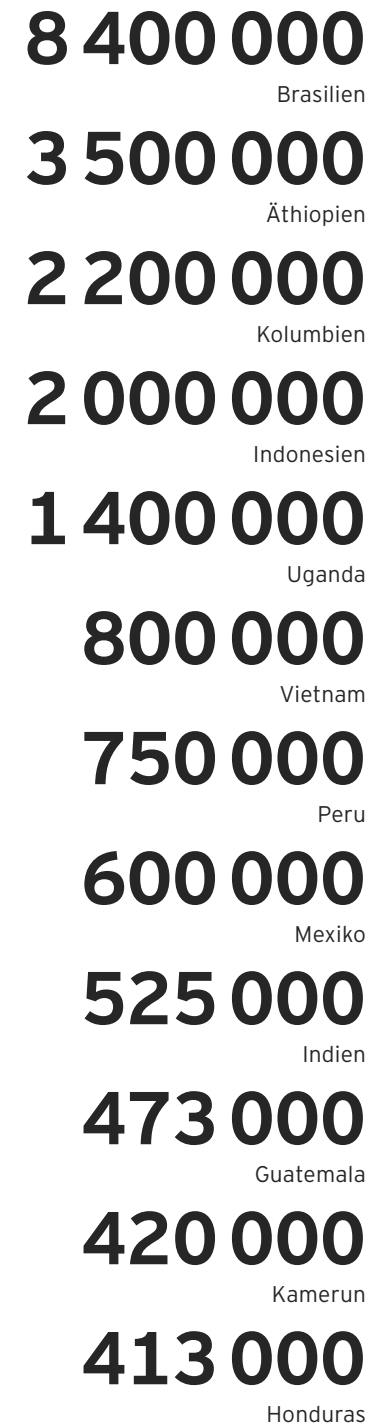 8 400 000
Brasilien
3 500 000
Äthiopien
2 200 000
Kolumbien
2 000 000
Indonesien
1 400 000
Uganda
800 000
Vietnam
750 000
Peru
600 000
Mexiko
525 000
Indien
473 000
Guatemala
420 000
Kamerun
413 000
Honduras